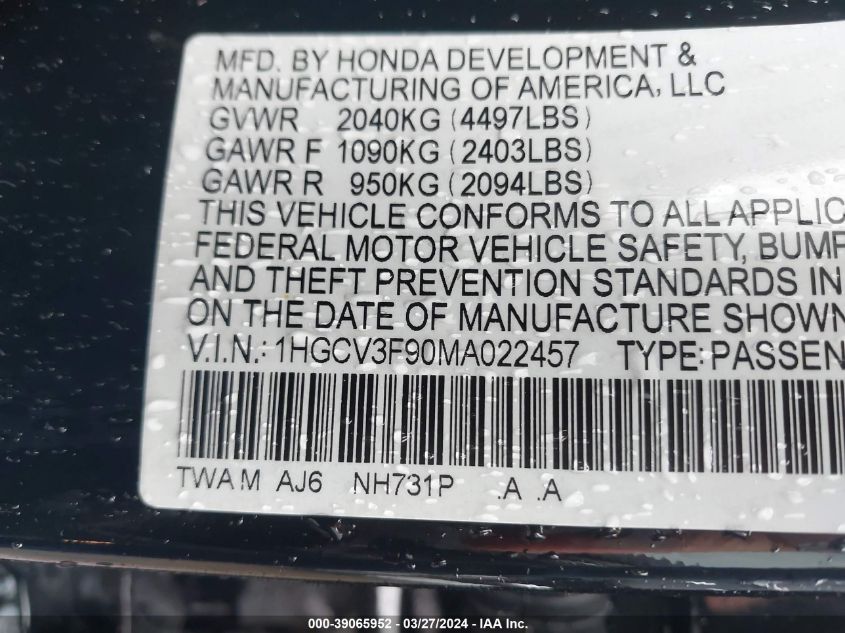 MFD. BY HONDA DEVELOPMENT &
MANUFACTURING OF AMERICA, LLC
GVWR 2040KG (4497LBS)
GAWR F 1090KG (2403LBS)
GAWR R 950KG (2094LBS)
THIS VEHICLE CONFORMS TO ALL APPLIC
FEDERAL MOTOR VEHICLE SAFETY, BUMP
AND THEFT PREVENTION STANDARDS IN
ON THE DATE OF MANUFACTURE SHOWN
V.I.N.: 1HGCV3F90MA022457 TYPE:PASSEN
TWAM AJ6 NH731P .A .A
000-39065952 / 03/27/2024 - IAA Inc.